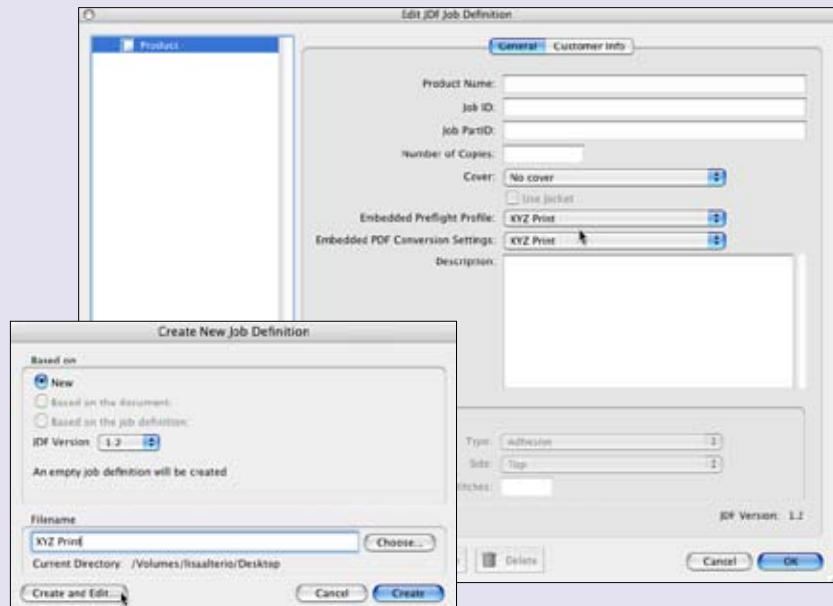 Edit JDF Job Definition
Product
General Customer Info
Product Name:
Job ID:
Job PartID:
Number of Copies:
Cover: No cover
Use Jacket
Embedded Preflight Profile: XYZ Print
Embedded PDF Conversion Settings: XYZ Print
Description:
Type: Adhesive
Side: Top
titches:
JDF Version: 1.2
Delete
Cancel OK
Create New Job Definition
Based on
New
Based on the document:
Based on the job definition:
JDF Version 1.2
An empty job definition will be created
Filename
XYZ Print Choose...
Current Directory: /Volumes/lisaalterio/Desktop
Create and Edit... Cancel Create